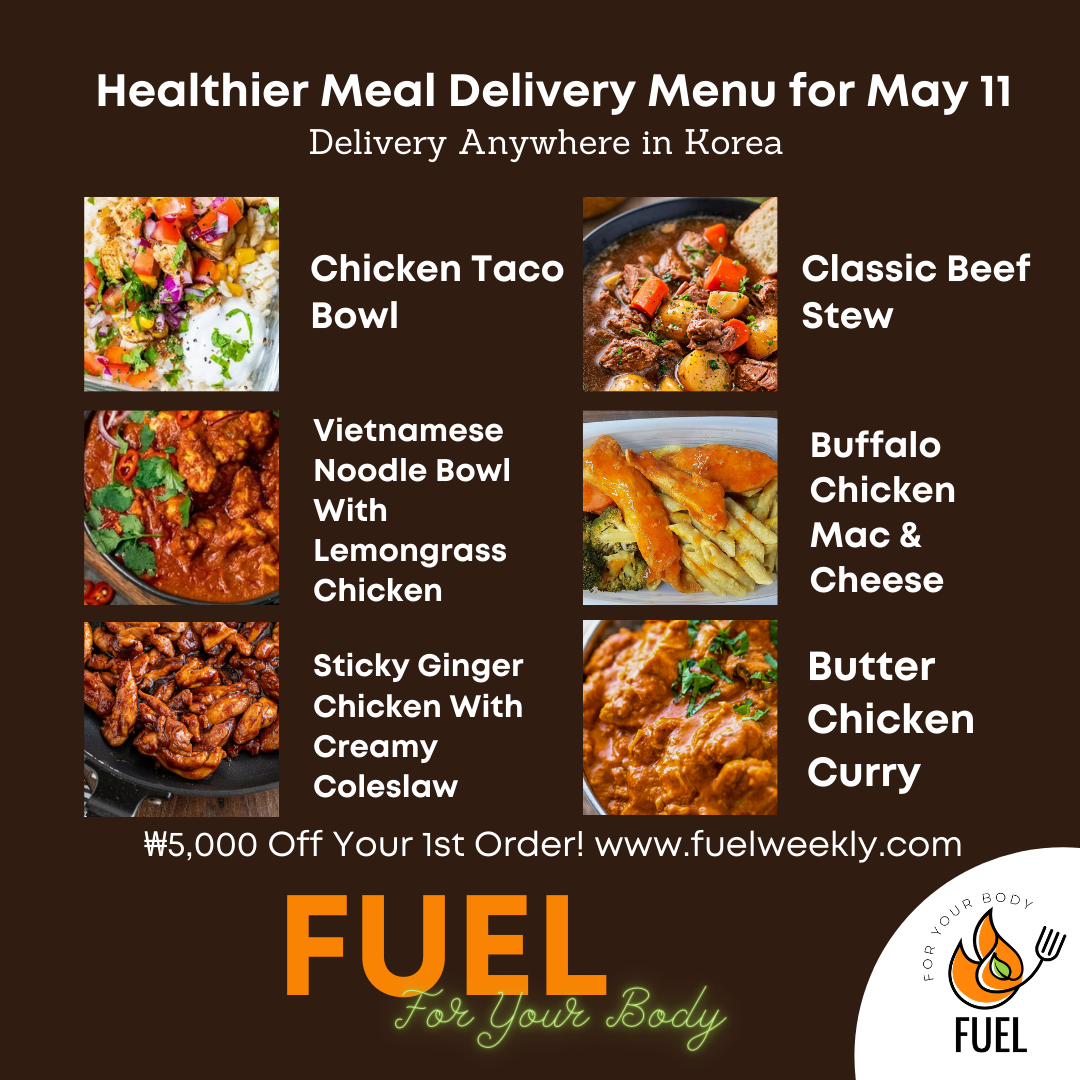 Healthier Meal Delivery Menu for May 11
Delivery Anywhere in Korea
Chicken Taco
Bowl
Classic Beef
Stew
Vietnamese
Noodle Bowl
With
Lemongrass
Chicken
Buffalo
Chicken
Mac &
Cheese
Sticky Ginger
Chicken With
Creamy
Coleslaw
Butter
Chicken
Curry
₩5,000 Off Your 1st Order! www.fuelweekly.com
FUEL
For Your Body
FOR YOUR BODY
FUEL